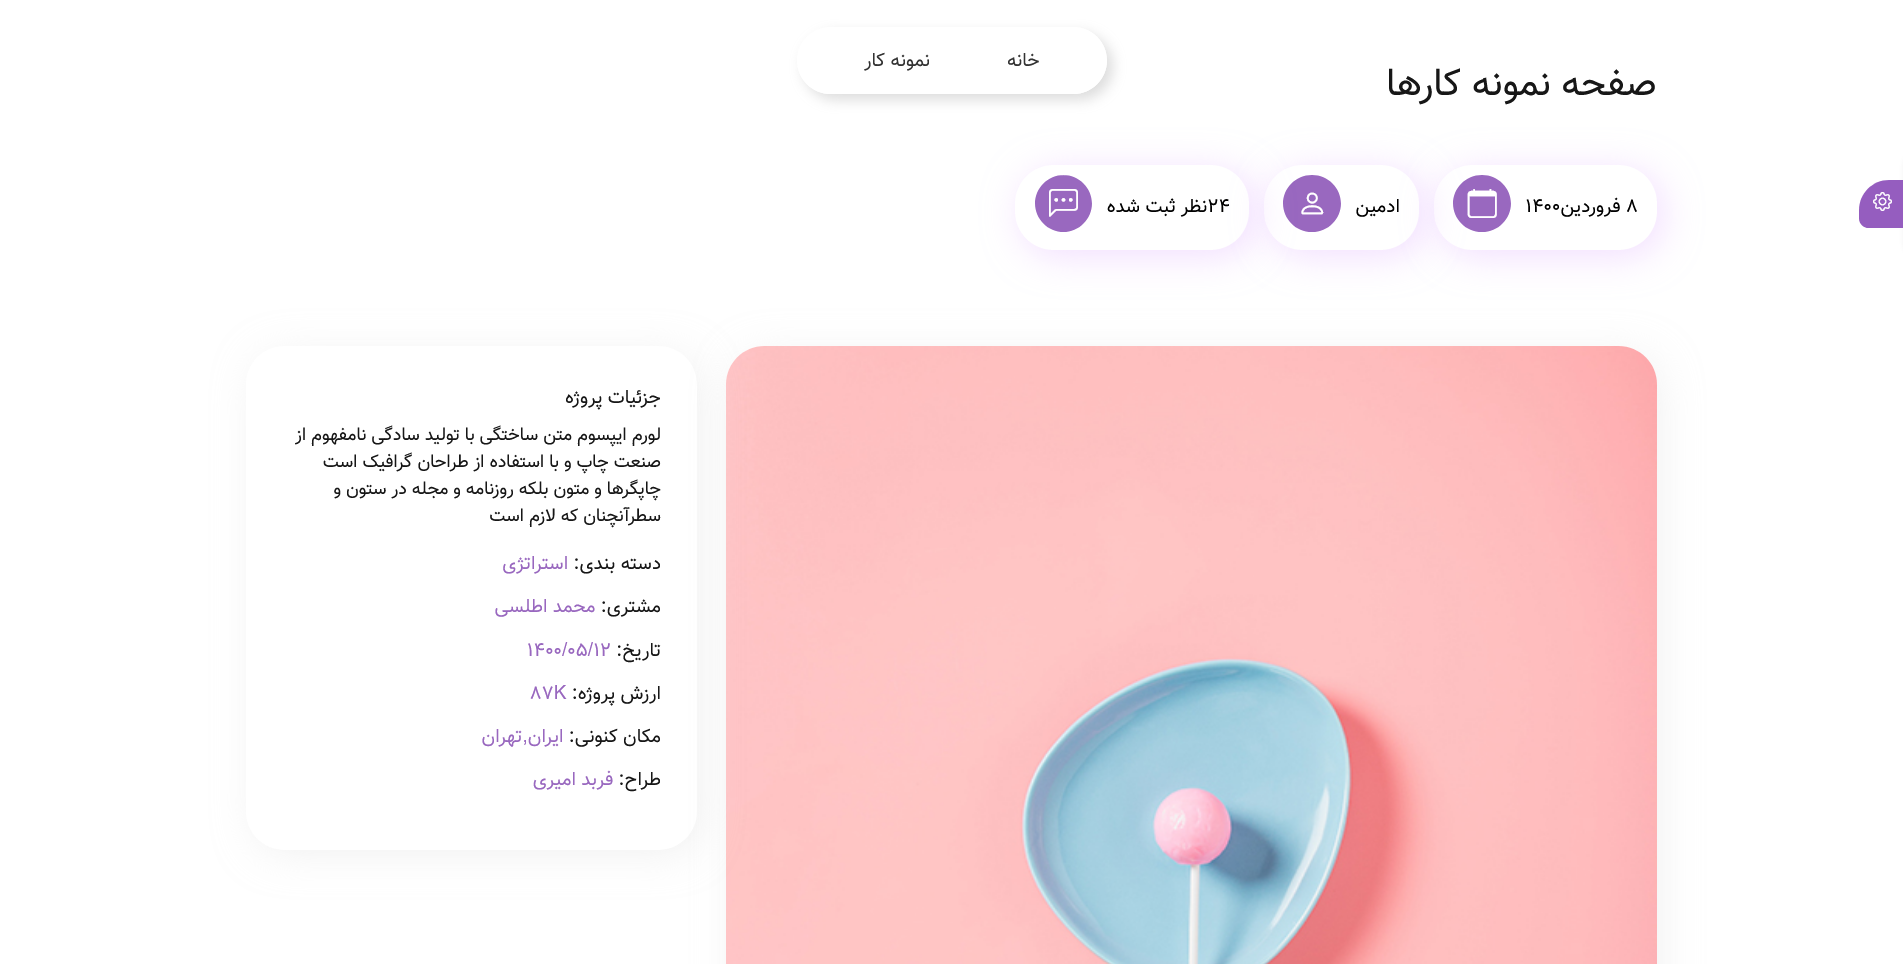 خانه
نمونه کار
صفحه نمونه کارها
۸ فروردین۱۴۰۰
ادمین
۲۴نظر ثبت شده
جزئیات پروژه
لورم ایپسوم متن ساختگی با تولید سادگی نامفهوم از
صنعت چاپ و با استفاده از طراحان گرافیک است
چاپگرها و متون بلکه روزنامه و مجله در ستون و
سطرآنچنان که لازم است
دسته بندی: استراتژی
مشتری: محمد اطلسی
تاریخ: ۱۴۰۰/۰۵/۱۲
ارزش پروژه: ۸۷K
مکان کنونی: ایران,تهران
طراح: فربد امیری